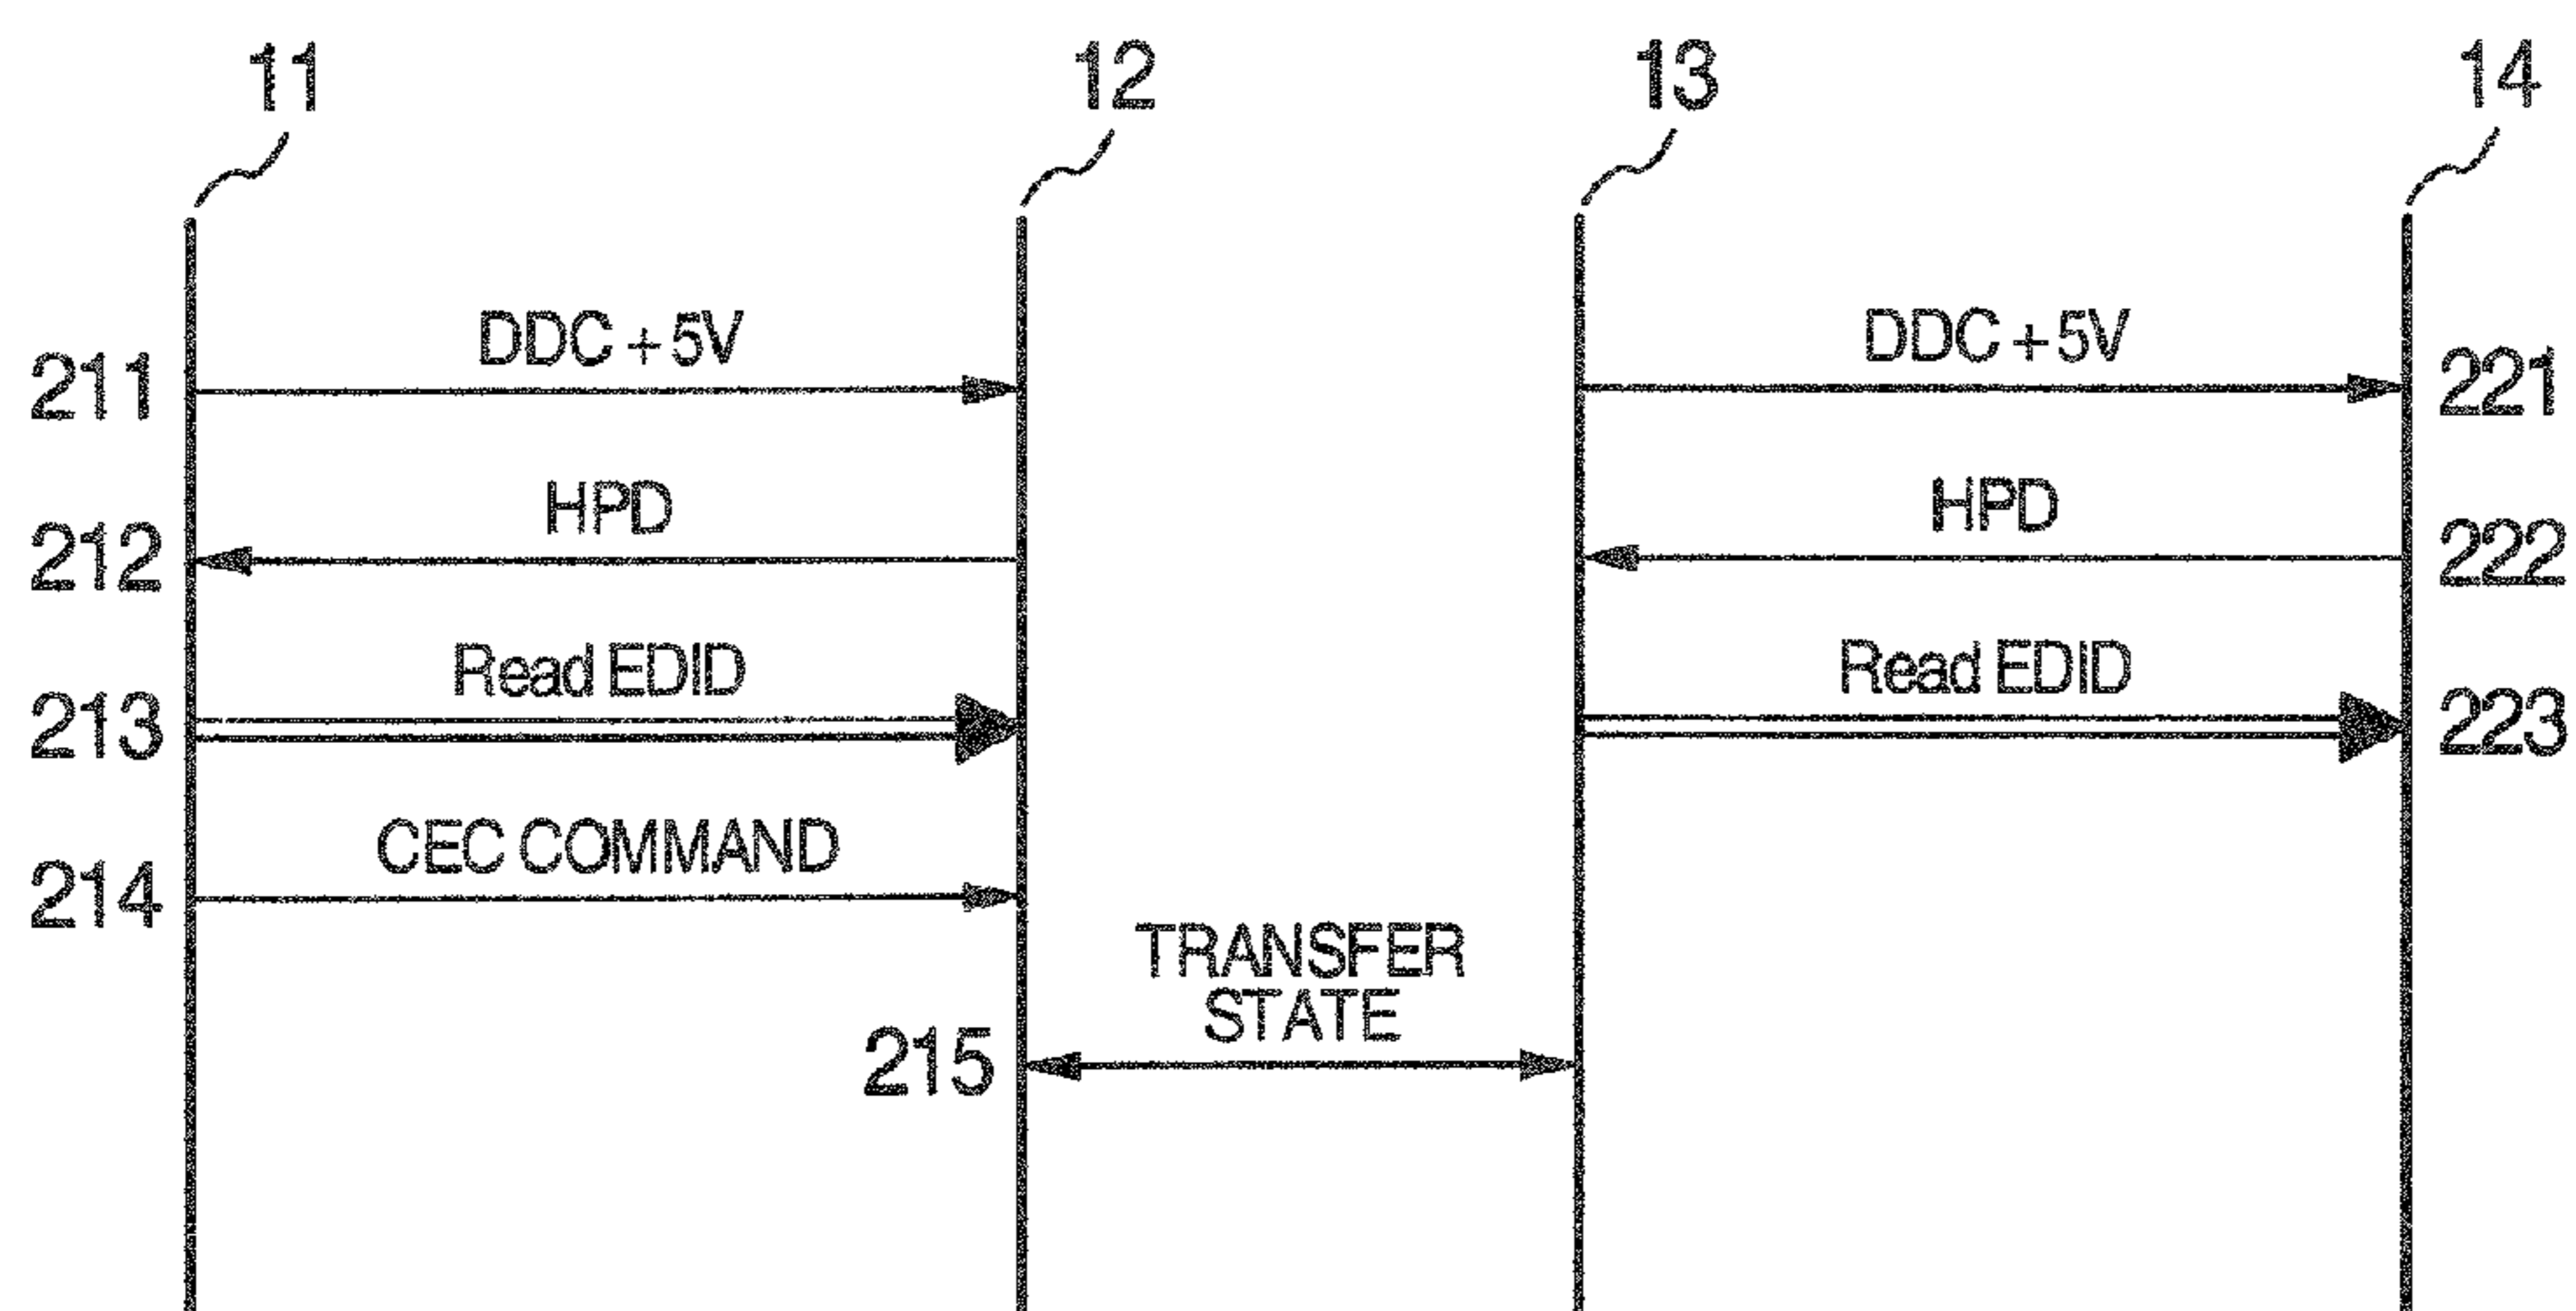 11
12
13
14
DDC + 5V
DDC + 5V
211
221
HPD
HPD
212
222
Read EDID
Read EDID
213
223
CEC COMMAND
214
TRANSFER
STATE
215